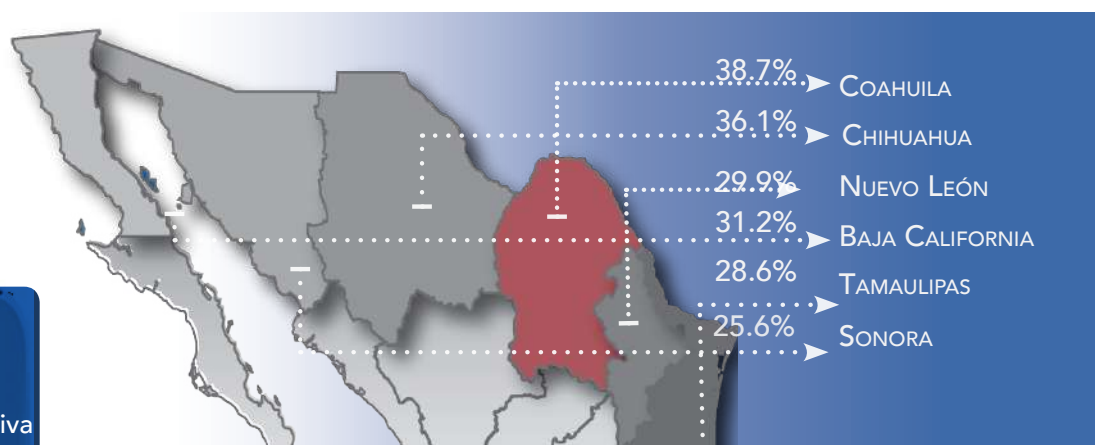 38.7% COAHUILA
36.1% CHIHUAHUA
29.9% NUEVO LEÓN
31.2% BAJA CALIFORNIA
28.6% TAMAULIPAS
25.6% SONORA
iva